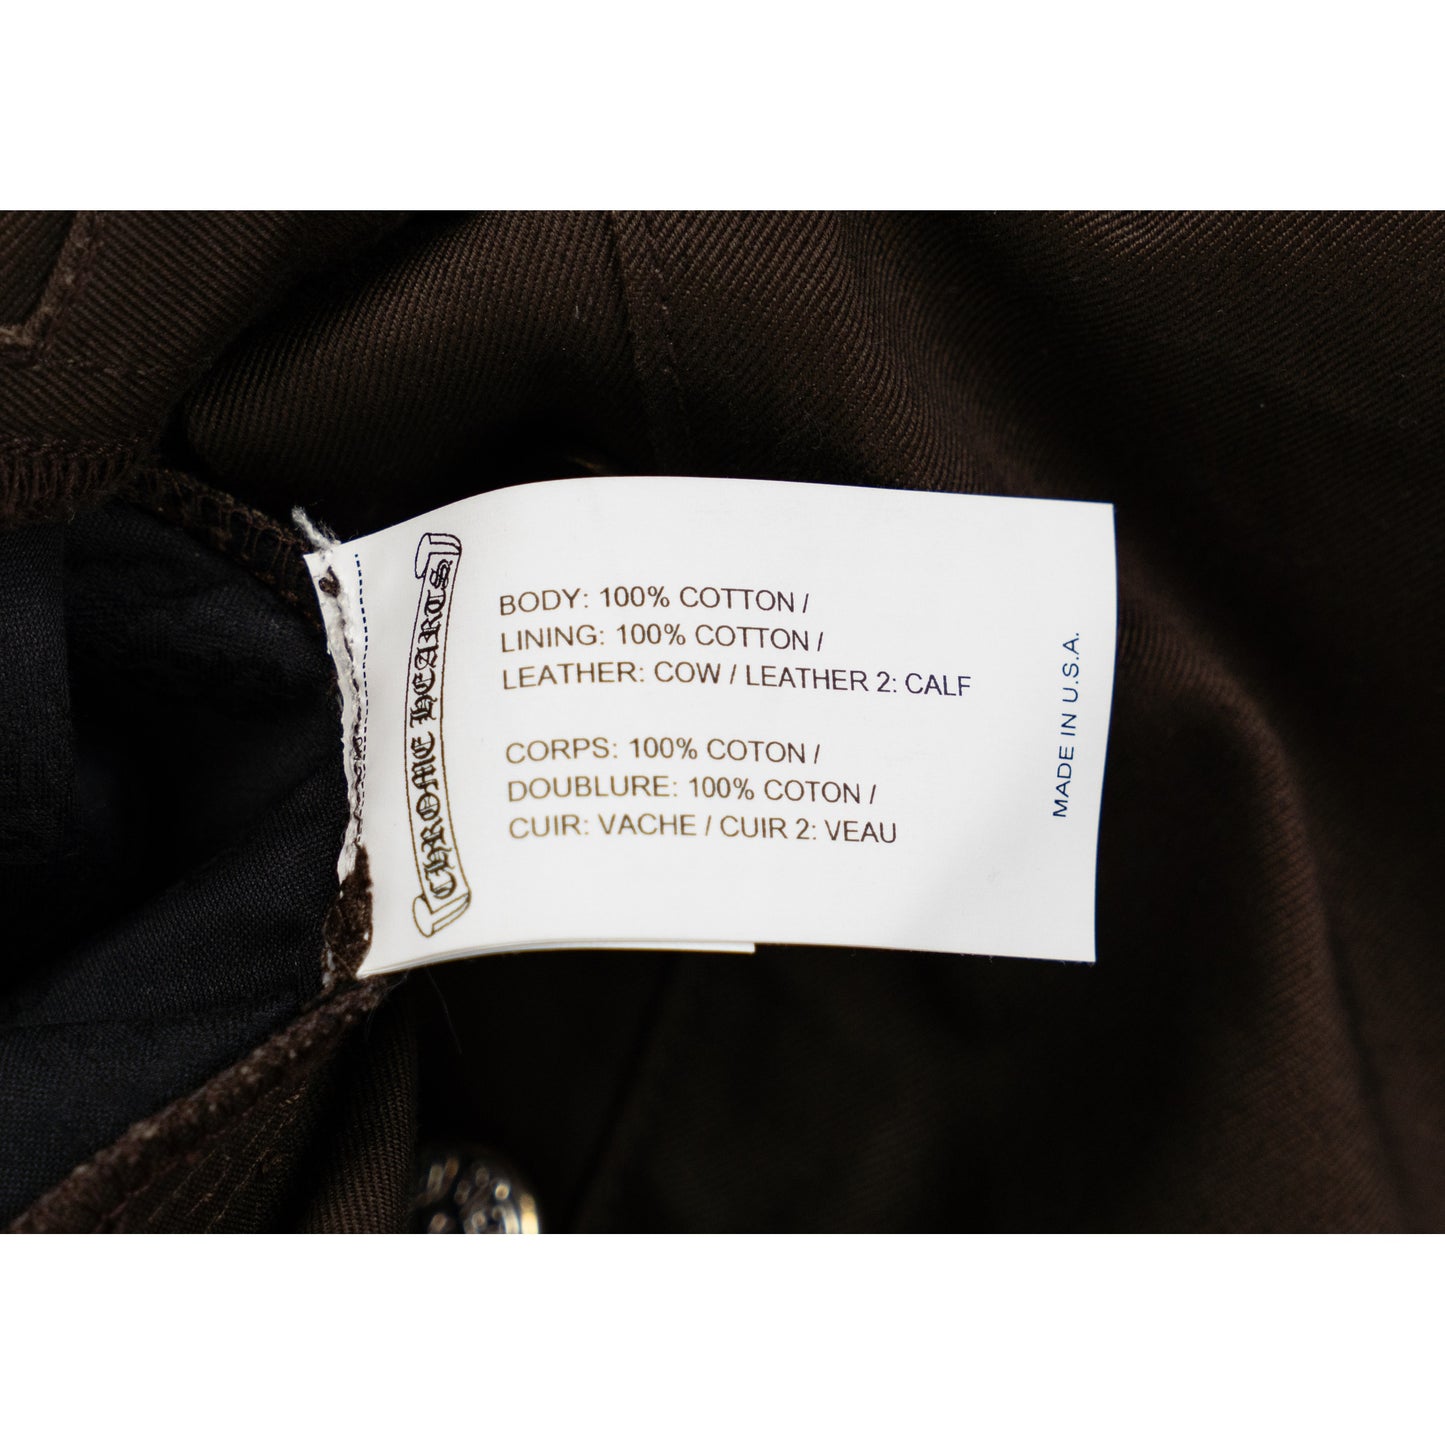 CHROME HEARTS
BODY: 100% COTTON /
LINING: 100% COTTON /
LEATHER: COW / LEATHER 2: CALF
CORPS: 100% COTON /
DOUBLURE: 100% COTON /
CUIR: VACHE / CUIR 2: VEAU
MADE IN U.S.A.